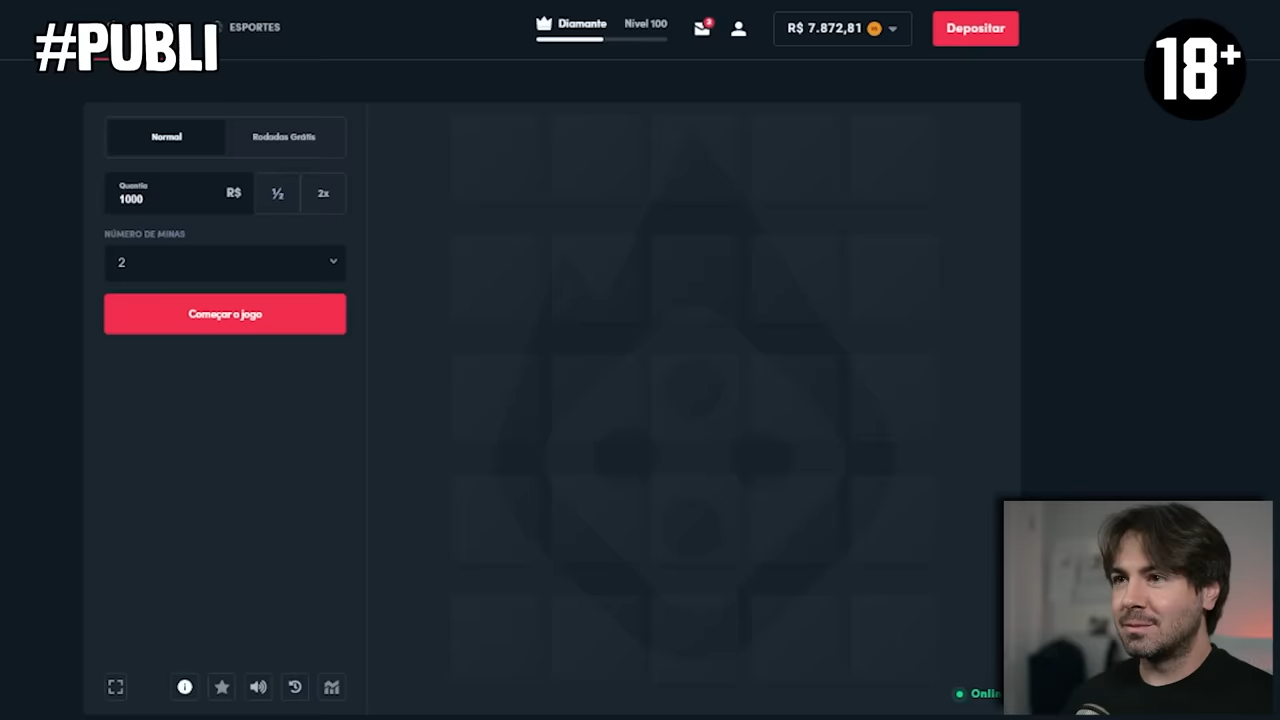 #PUBLI
ESPORTES
Diamante
Nível 100
3
R$ 7.872,81
Depositar
18+
Normal
Rodadas Grátis
Quantia
1000
R$
½
2x
NÚMERO DE MINAS
2
Começar o jogo
Onlin